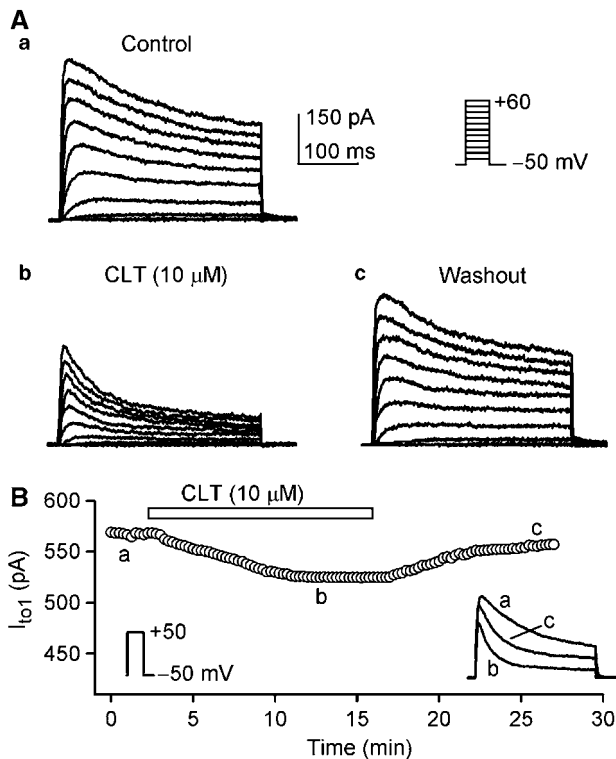 A
a
Control
150 pA
100 ms
+60
−50 mV
b
CLT (10 μM)
c
Washout
B
CLT (10 μM)
600
550
500
450
I_to1 (pA)
a
b
c
+50
−50 mV
a
c
b
0
5
10
15
20
25
30
Time (min)